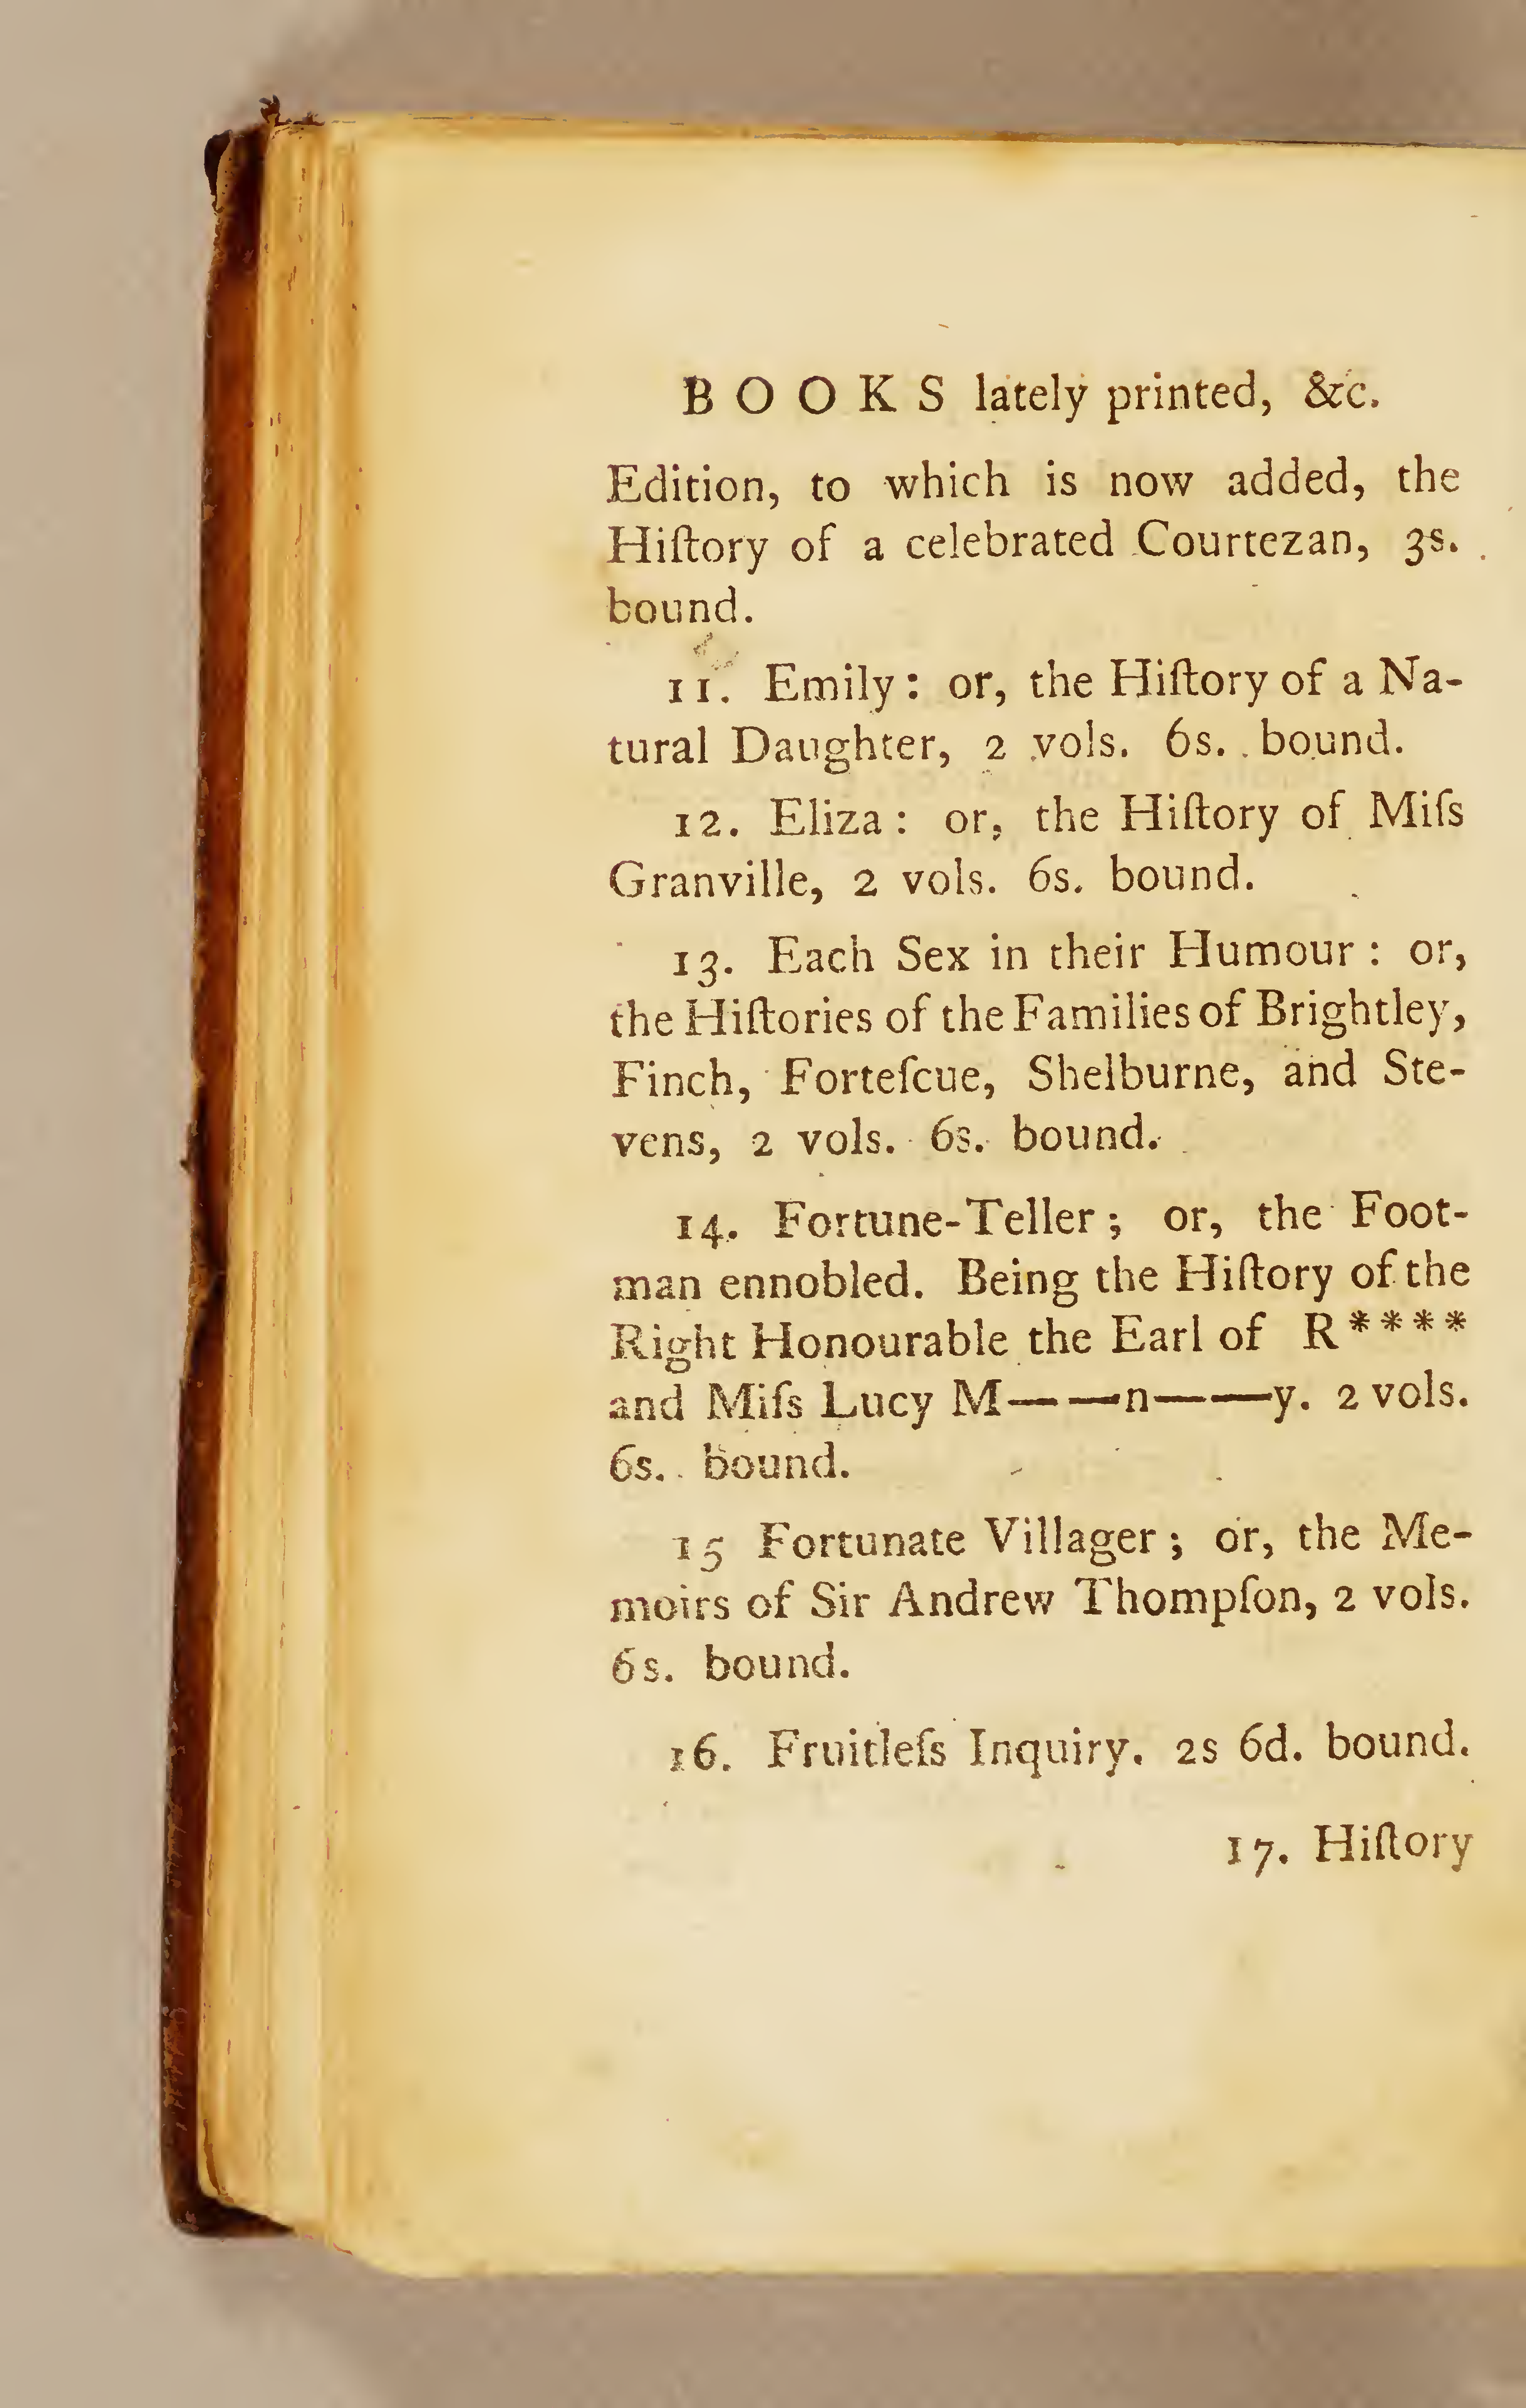 BOOKS lately printed, &c.
Edition, to which is now added, the
Hiſtory of a celebrated Courtezan, 3s.
bound.
11. Emily: or, the Hiſtory of a Na-
tural Daughter, 2 vols. 6s. bound.
12. Eliza: or, the Hiſtory of Miſs
Granville, 2 vols. 6s. bound.
13. Each Sex in their Humour: or,
the Hiſtories of the Families of Brightley,
Finch, Forteſcue, Shelburne, and Ste-
vens, 2 vols. 6s. bound.
14. Fortune-Teller; or, the Foot-
man ennobled. Being the Hiſtory of the
Right Honourable the Earl of R****
and Miſs Lucy M——n——y. 2 vols.
6s. bound.
15 Fortunate Villager; or, the Me-
moirs of Sir Andrew Thompſon, 2 vols.
6s. bound.
16. Fruitleſs Inquiry. 2s 6d. bound.
17. Hiſtory